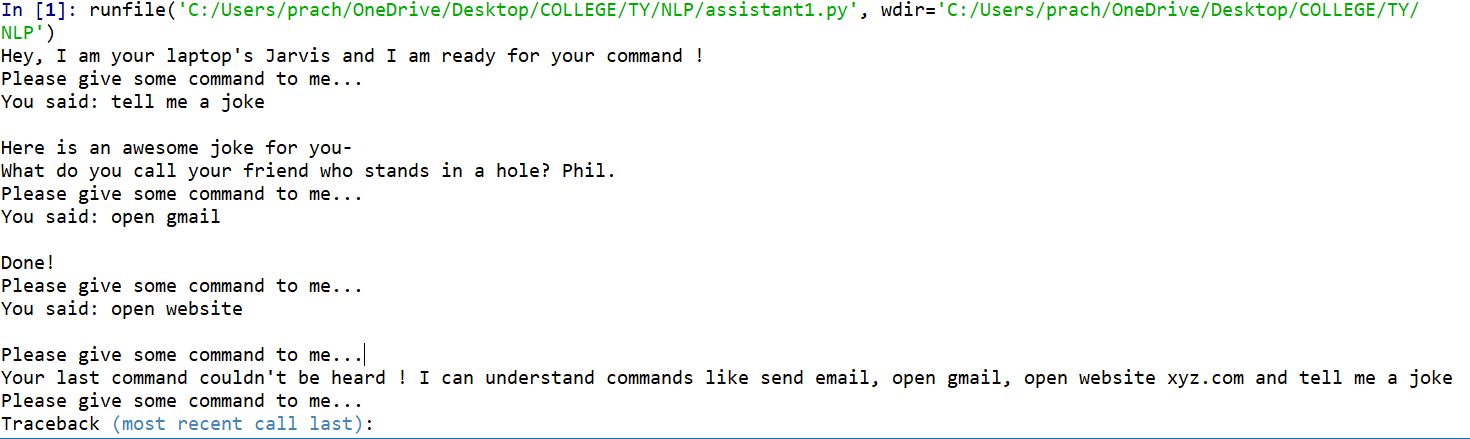 In [1]: runfile('C:/Users/prach/OneDrive/Desktop/COLLEGE/TY/NLP/assistant1.py', wdir='C:/Users/prach/OneDrive/Desktop/COLLEGE/TY/
NLP')
Hey, I am your laptop's Jarvis and I am ready for your command !
Please give some command to me...
You said: tell me a joke
Here is an awesome joke for you-
What do you call your friend who stands in a hole? Phil.
Please give some command to me...
You said: open gmail
Done!
Please give some command to me...
You said: open website
Please give some command to me...
Your last command couldn't be heard ! I can understand commands like send email, open gmail, open website xyz.com and tell me a joke
Please give some command to me...
Traceback (most recent call last):